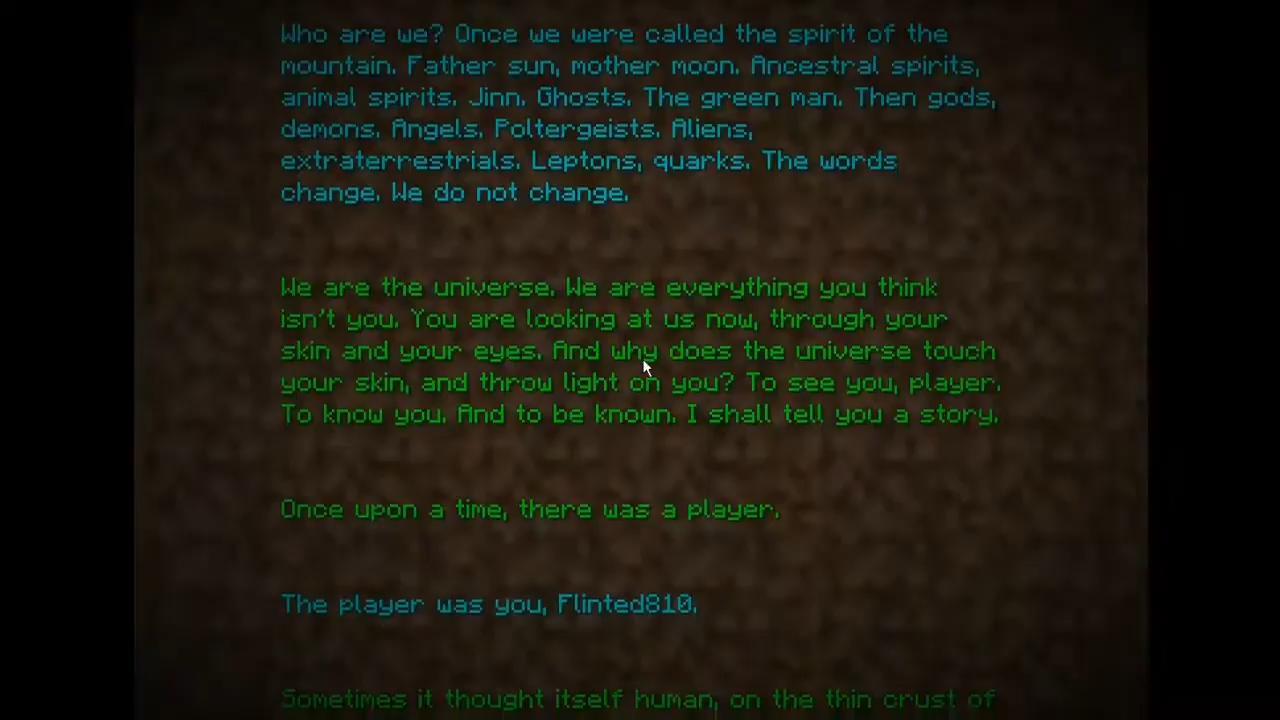 Who are we? Once we were called the spirit of the
mountain. Father sun, mother moon. Ancestral spirits,
animal spirits. Jinn. Ghosts. The green man. Then gods,
demons. Angels. Poltergeists. Aliens,
extraterrestrials. Leptons, quarks. The words
change. We do not change.
We are the universe. We are everything you think
isn't you. You are looking at us now, through your
skin and your eyes. And why does the universe touch
your skin, and throw light on you? To see you, player.
To know you. And to be known. I shall tell you a story.
Once upon a time, there was a player.
The player was you, Flinted810.
Sometimes it thought itself human, on the thin crust of